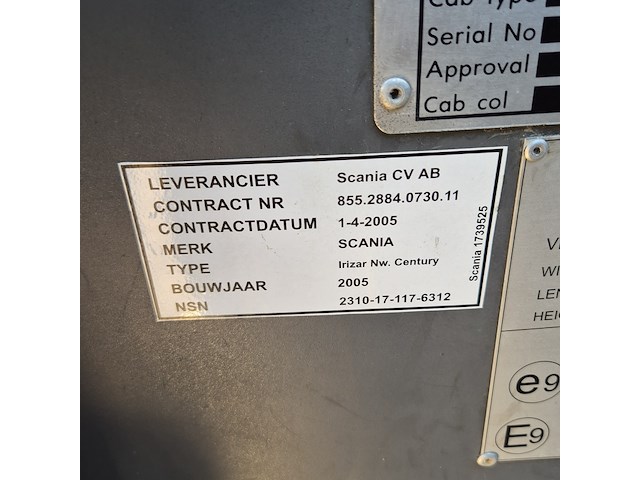 Cab Type
Serial No
Approval
Cab col
LEVERANCIER Scania CV AB
CONTRACT NR 855.2884.0730.11
CONTRACTDATUM 1-4-2005
MERK SCANIA
TYPE Irizar Nw. Century
BOUWJAAR 2005
NSN 2310-17-117-6312
Scania 1739525
e9
E9